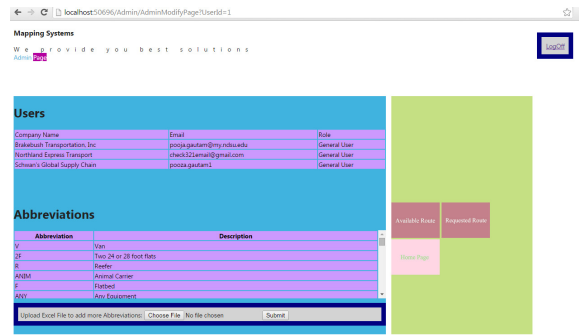 localhost:50696/Admin/AdminModifyPage?UserId=1
Mapping Systems
We provide you best solutions
Admin Page
LogOff
Users
Company Name Email Role
Brakebush Transportation, Inc pooja.gautam@my.ndsu.edu General User
Northland Express Transport check321email@gmail.com General User
Schwan's Global Supply Chain pooza.gautam1 General User
Abbreviations
Abbreviation Description
V Van
2F Two 24 or 28 foot flats
R Reefer
ANIM Animal Carrier
F Flatbed
ANY Any Equipment
Available Route Requested Route
Home Page
Upload Excel File to add more Abbreviations: Choose File No file chosen Submit